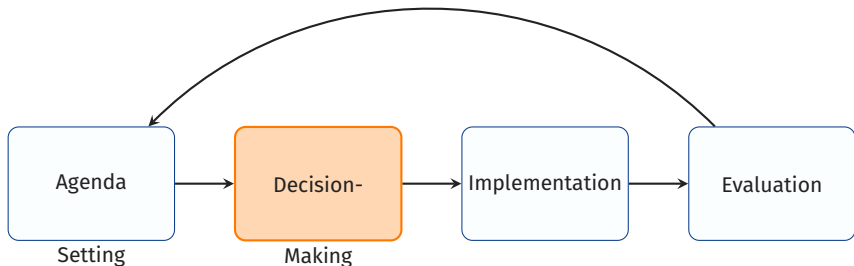 Agenda
Setting
Decision-
Making
Implementation
Evaluation